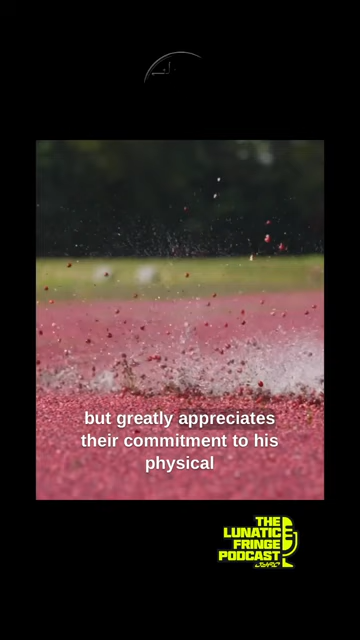 but greatly appreciates
their commitment to his
physical
THE
LUNATIC
FRINGE
PODCAST